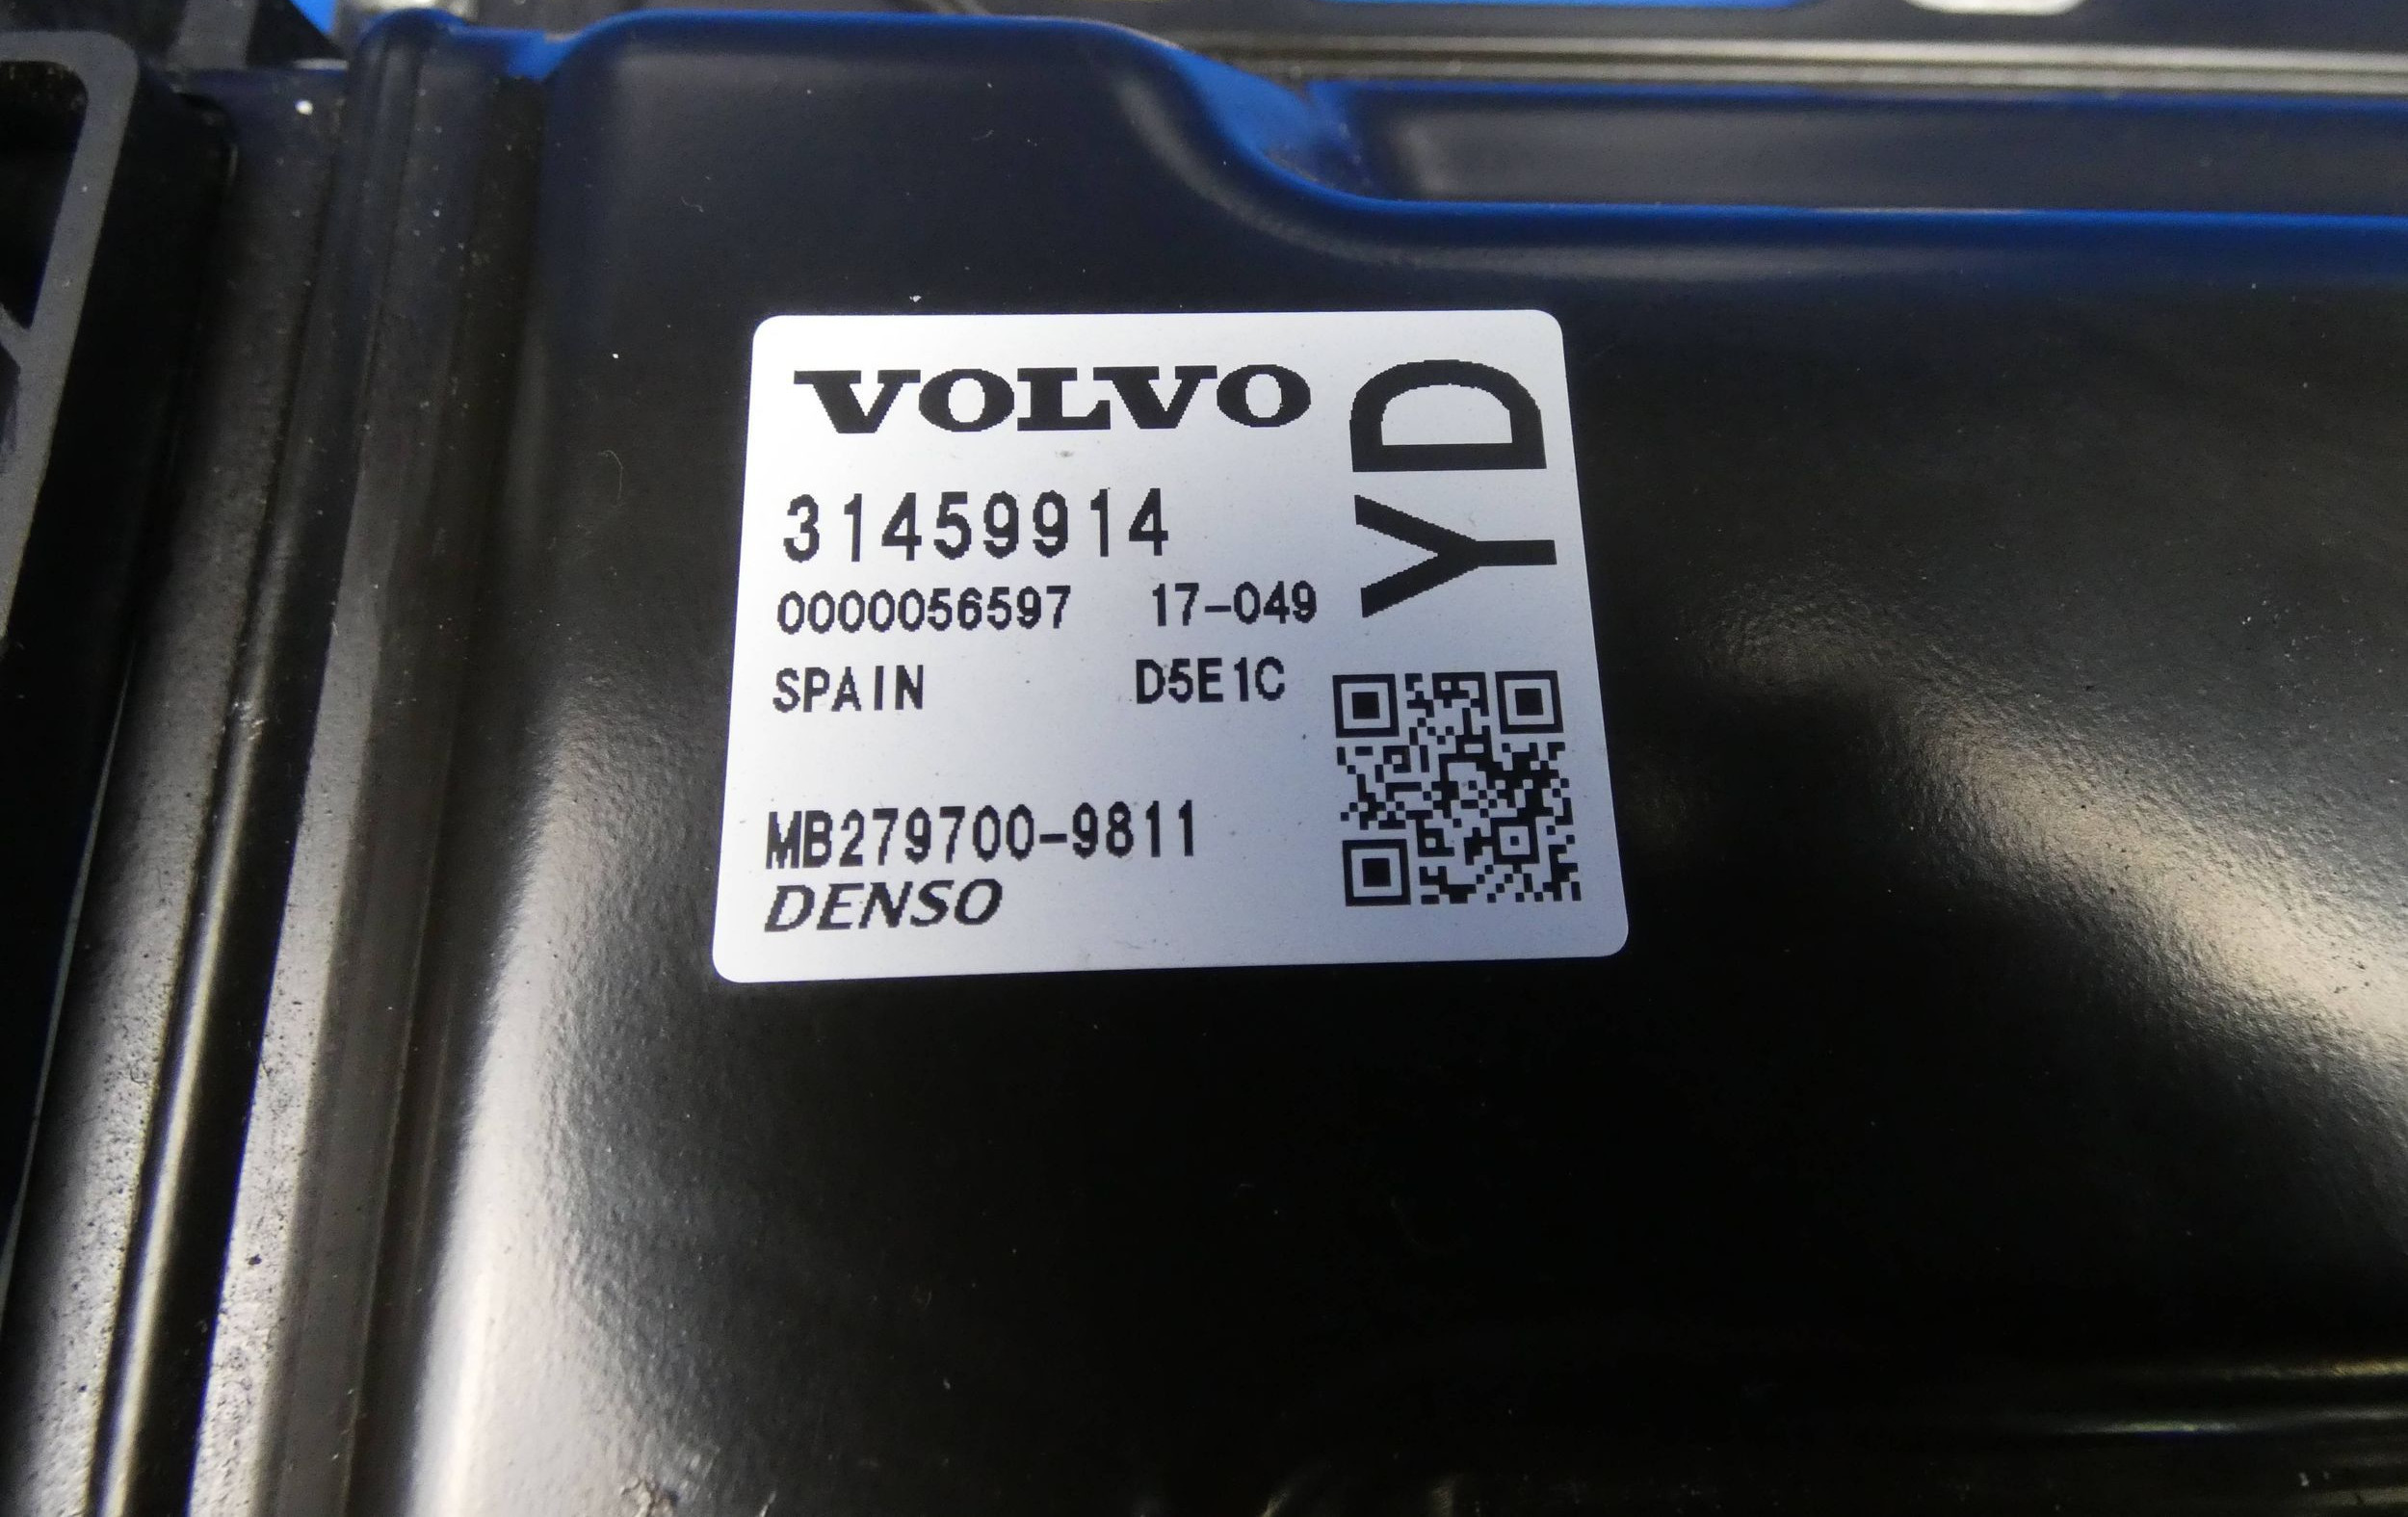 VOLVO
YD
31459914
0000056597 17-049
SPAIN D5E1C
MB279700-9811
DENSO